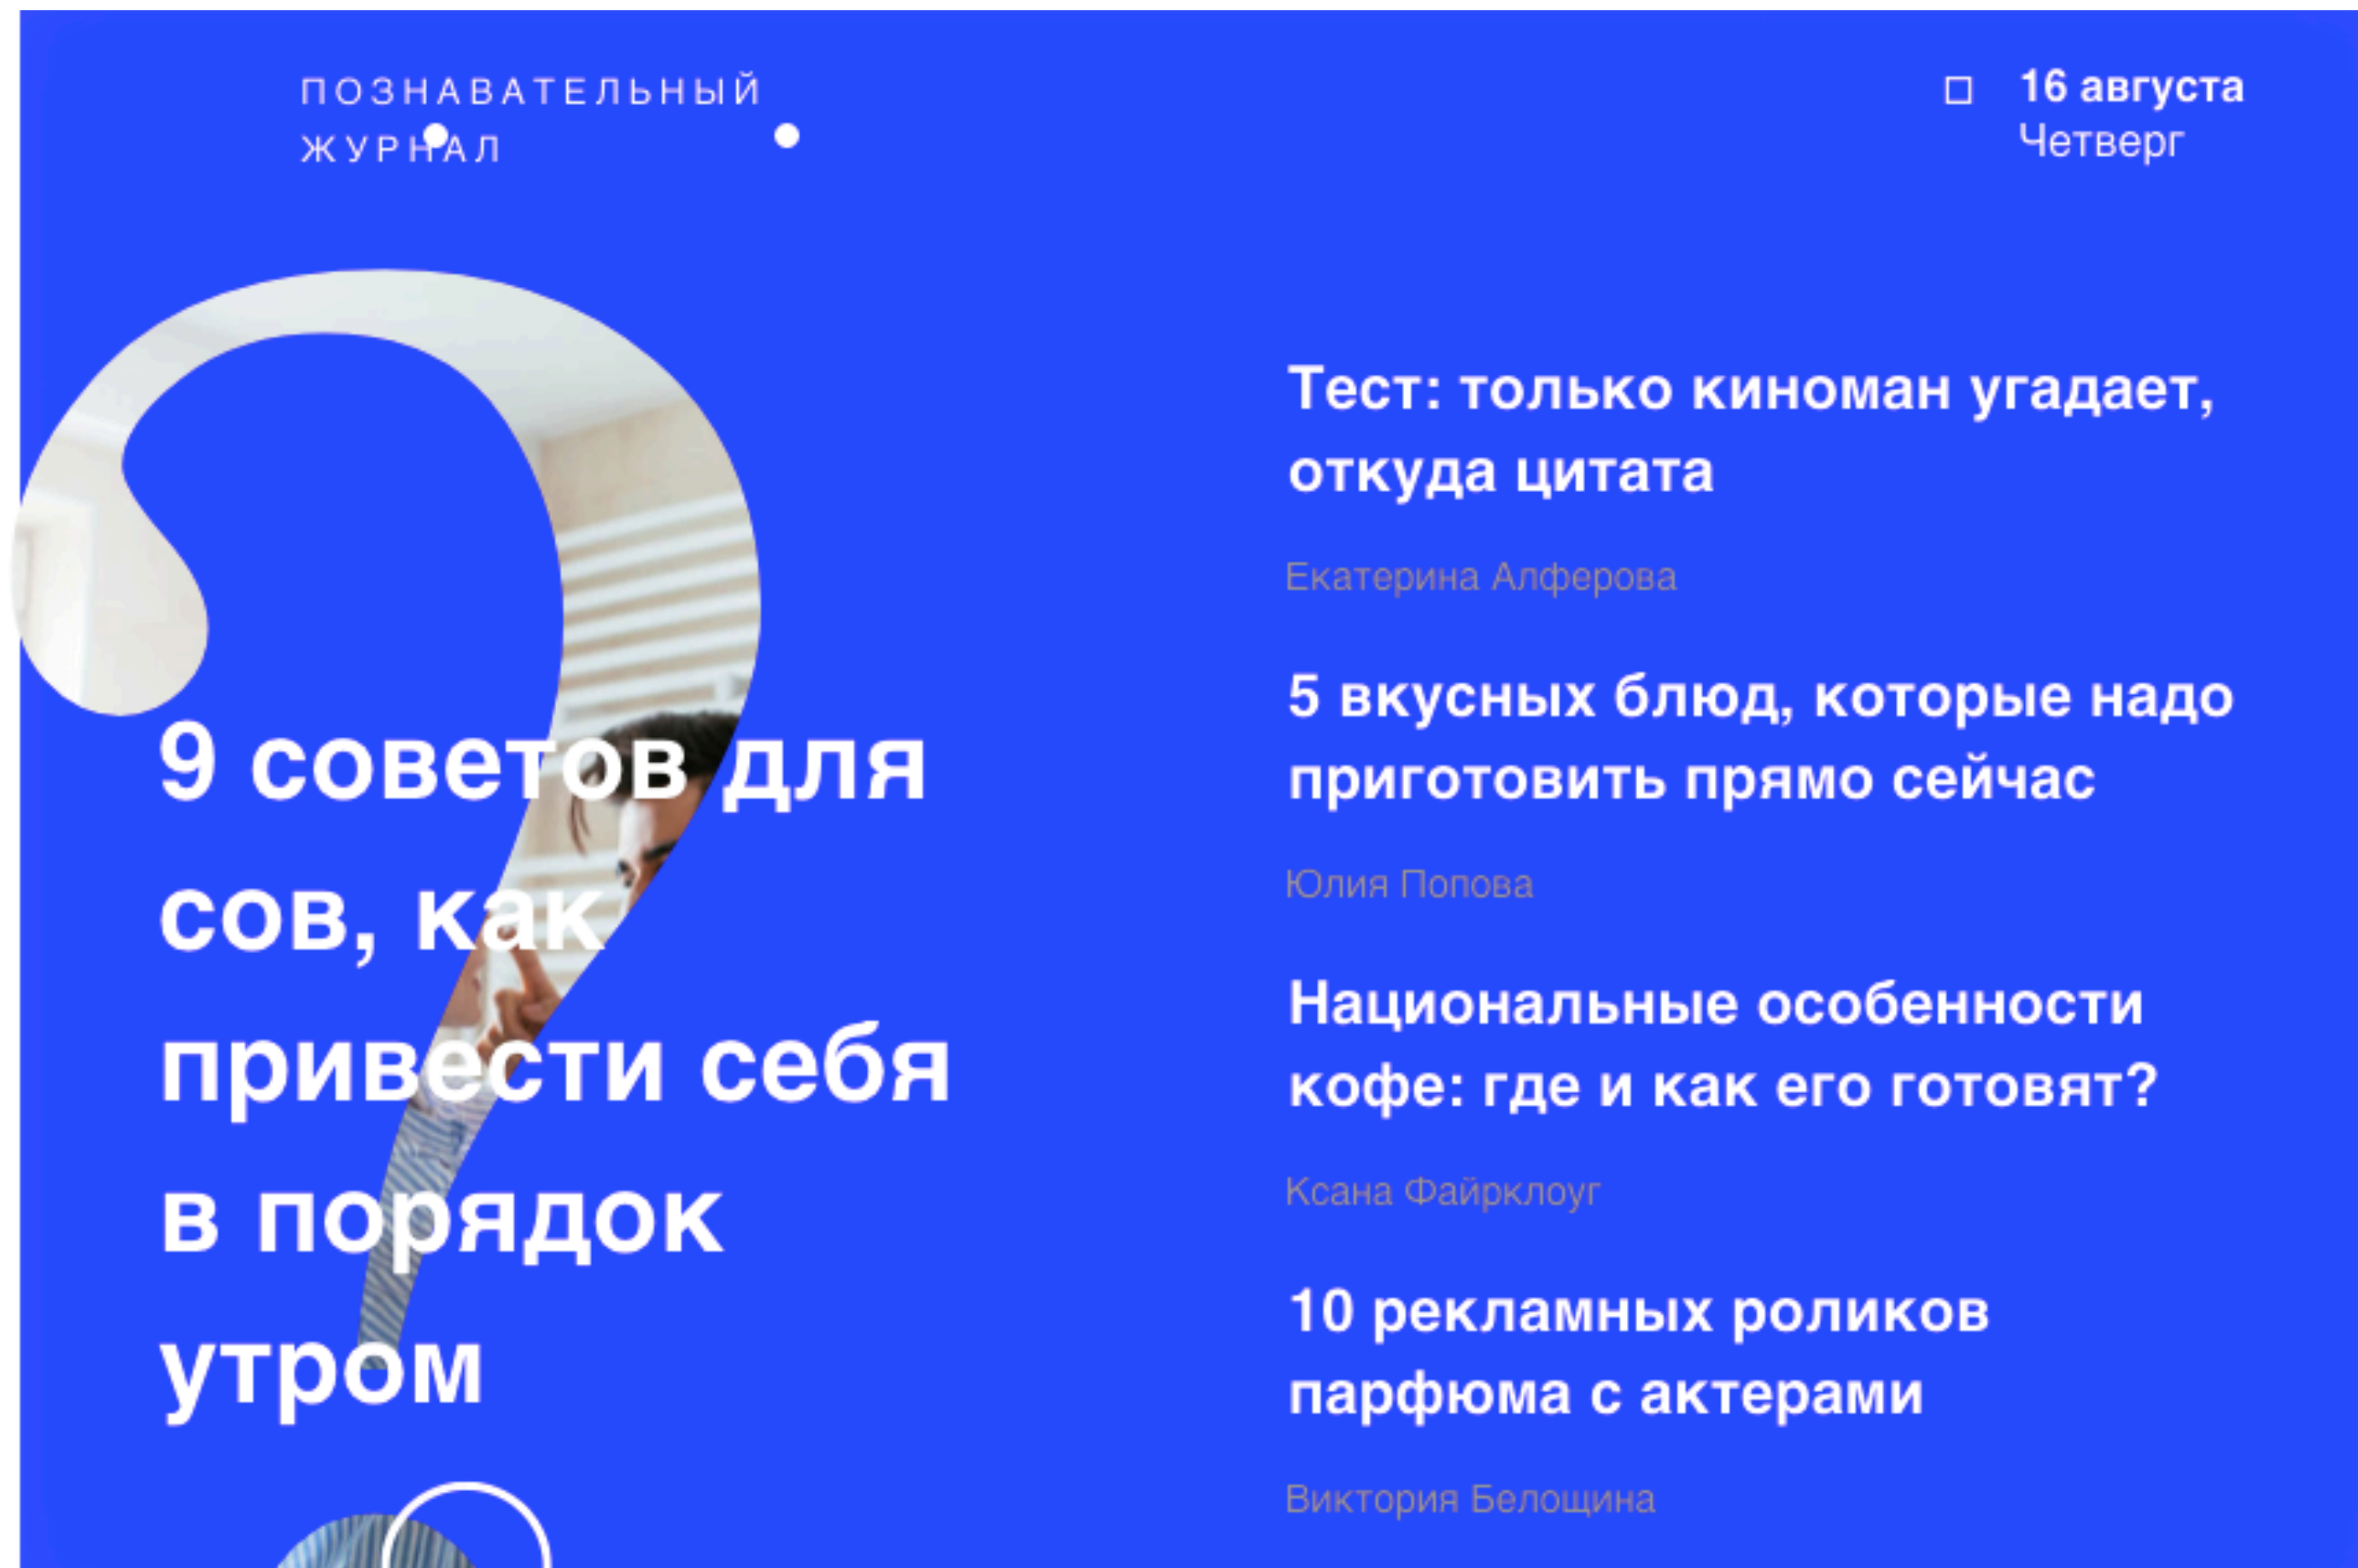 ПОЗНАВАТЕЛЬНЫЙ
ЖУРНАЛ
16 августа
Четверг
9 советов для
сов, как
привести себя
в порядок
утром
Тест: только киноман угадает,
откуда цитата
Екатерина Алферова
5 вкусных блюд, которые надо
приготовить прямо сейчас
Юлия Попова
Национальные особенности
кофе: где и как его готовят?
Ксана Файрклоуг
10 рекламных роликов
парфюма с актерами
Виктория Белощина